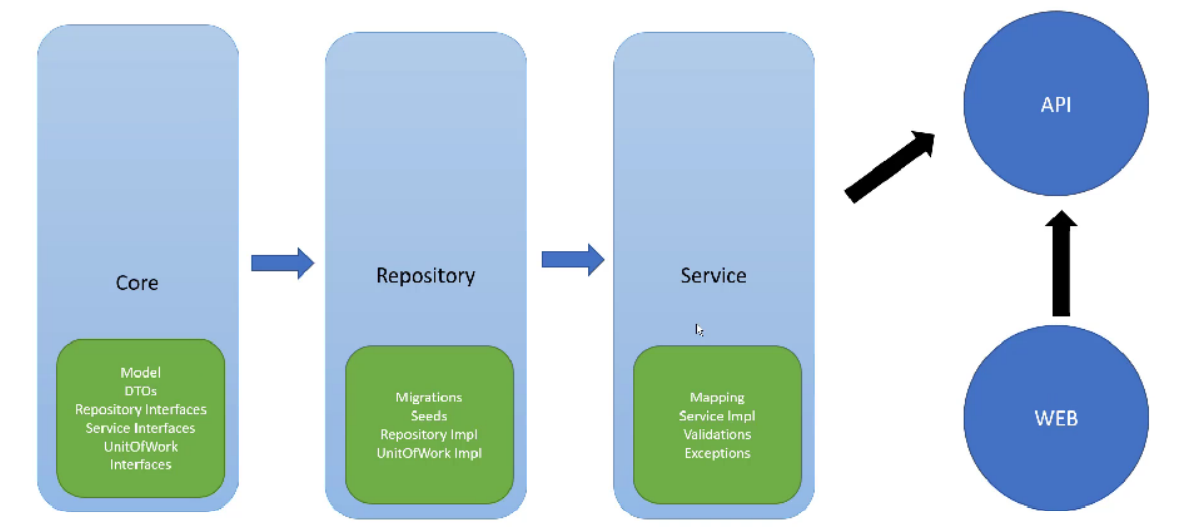 Core
Model
DTOs
Repository Interfaces
Service Interfaces
UnitOfWork
Interfaces
Repository
Migrations
Seeds
Repository Impl
UnitOfWork Impl
Service
Mapping
Service Impl
Validations
Exceptions
API
WEB